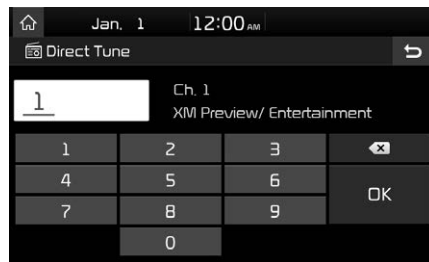 Jan. 1 12:00 AM
Direct Tune
1
Ch. 1
XM Preview/ Entertainment
1 2 3
4 5 6 OK
7 8 9
0